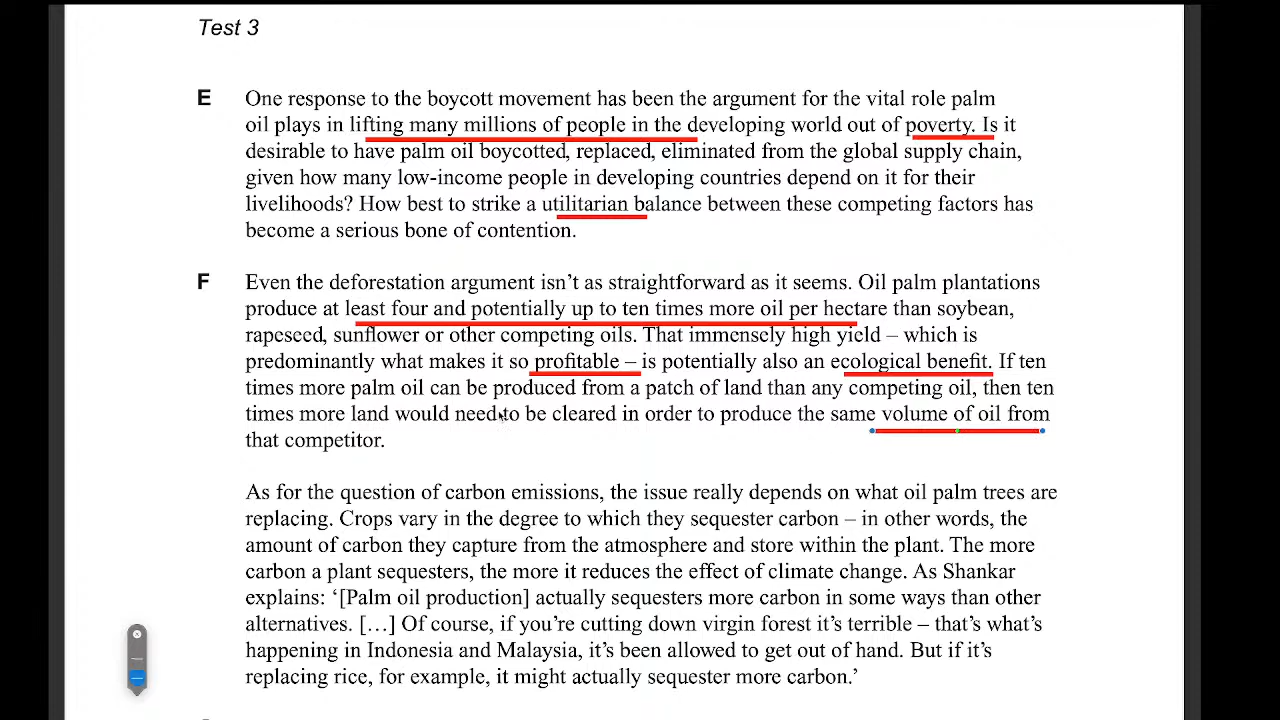 Test 3
E One response to the boycott movement has been the argument for the vital role palm
oil plays in lifting many millions of people in the developing world out of poverty. Is it
desirable to have palm oil boycotted, replaced, eliminated from the global supply chain,
given how many low-income people in developing countries depend on it for their
livelihoods? How best to strike a utilitarian balance between these competing factors has
become a serious bone of contention.
F Even the deforestation argument isn’t as straightforward as it seems. Oil palm plantations
produce at least four and potentially up to ten times more oil per hectare than soybean,
rapeseed, sunflower or other competing oils. That immensely high yield – which is
predominantly what makes it so profitable – is potentially also an ecological benefit. If ten
times more palm oil can be produced from a patch of land than any competing oil, then ten
times more land would need to be cleared in order to produce the same volume of oil from
that competitor.
As for the question of carbon emissions, the issue really depends on what oil palm trees are
replacing. Crops vary in the degree to which they sequester carbon – in other words, the
amount of carbon they capture from the atmosphere and store within the plant. The more
carbon a plant sequesters, the more it reduces the effect of climate change. As Shankar
explains: ‘[Palm oil production] actually sequesters more carbon in some ways than other
alternatives. […] Of course, if you’re cutting down virgin forest it’s terrible – that’s what’s
happening in Indonesia and Malaysia, it’s been allowed to get out of hand. But if it’s
replacing rice, for example, it might actually sequester more carbon.’